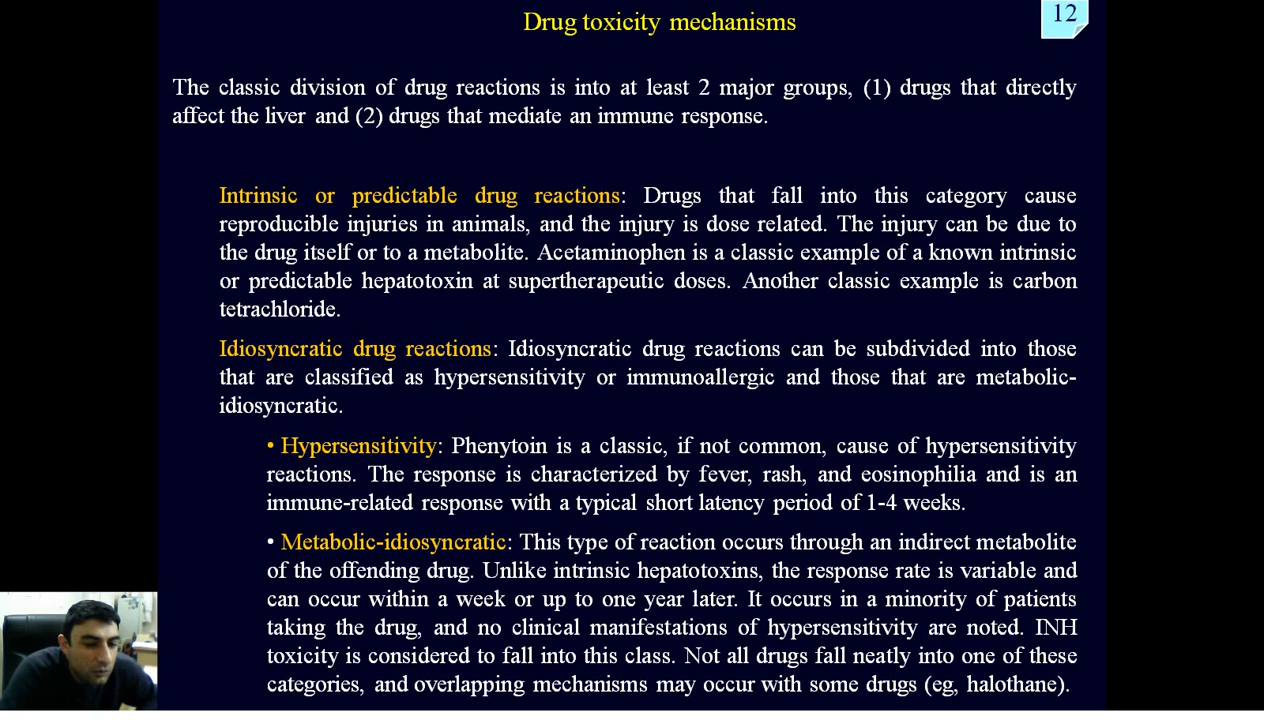 Drug toxicity mechanisms
12
The classic division of drug reactions is into at least 2 major groups, (1) drugs that directly
affect the liver and (2) drugs that mediate an immune response.
Intrinsic or predictable drug reactions: Drugs that fall into this category cause
reproducible injuries in animals, and the injury is dose related. The injury can be due to
the drug itself or to a metabolite. Acetaminophen is a classic example of a known intrinsic
or predictable hepatotoxin at supertherapeutic doses. Another classic example is carbon
tetrachloride.
Idiosyncratic drug reactions: Idiosyncratic drug reactions can be subdivided into those
that are classified as hypersensitivity or immunoallergic and those that are metabolic-
idiosyncratic.
• Hypersensitivity: Phenytoin is a classic, if not common, cause of hypersensitivity
reactions. The response is characterized by fever, rash, and eosinophilia and is an
immune-related response with a typical short latency period of 1-4 weeks.
• Metabolic-idiosyncratic: This type of reaction occurs through an indirect metabolite
of the offending drug. Unlike intrinsic hepatotoxins, the response rate is variable and
can occur within a week or up to one year later. It occurs in a minority of patients
taking the drug, and no clinical manifestations of hypersensitivity are noted. INH
toxicity is considered to fall into this class. Not all drugs fall neatly into one of these
categories, and overlapping mechanisms may occur with some drugs (eg, halothane).